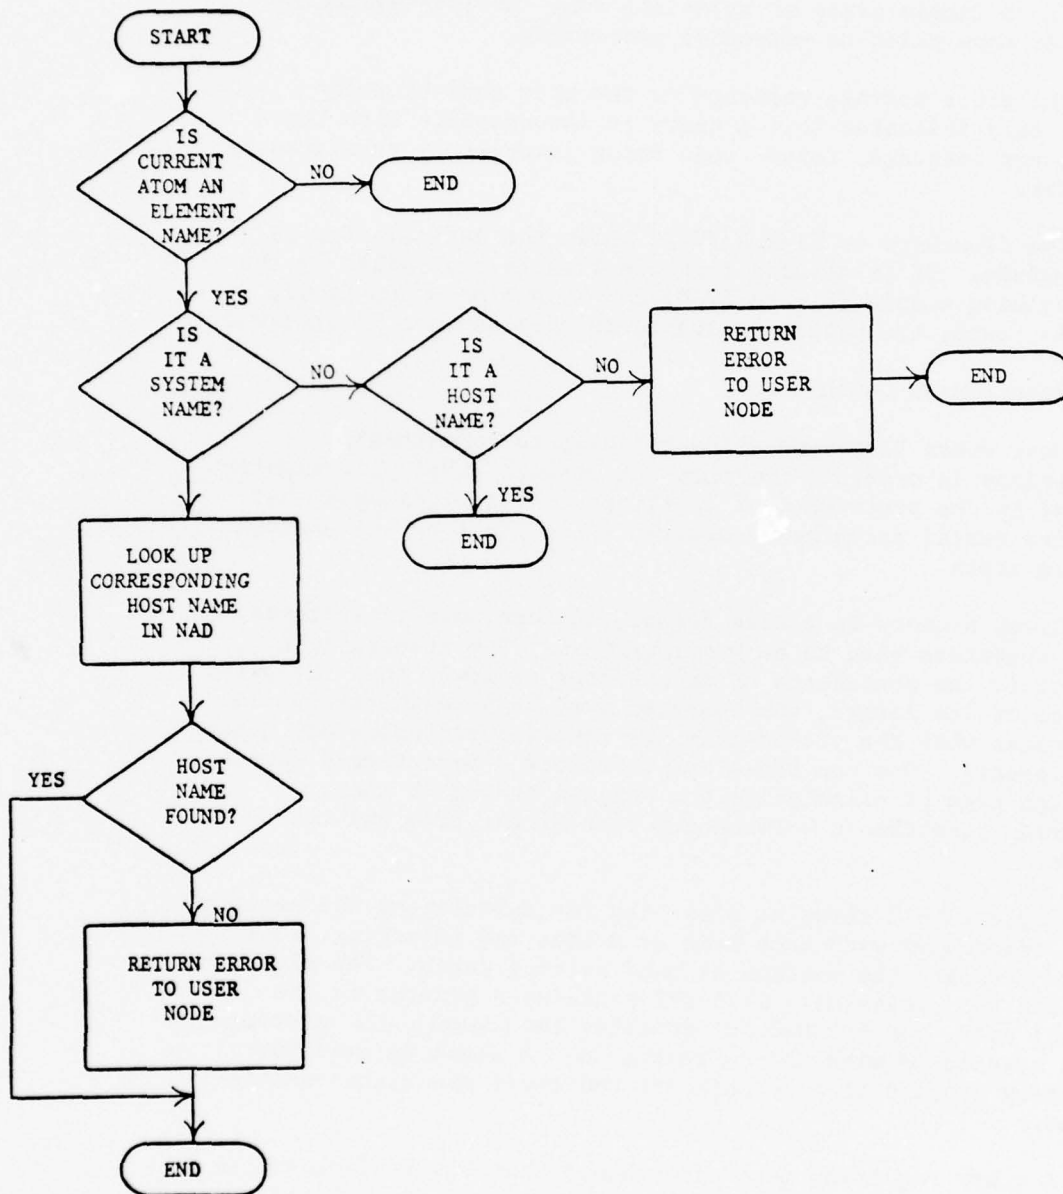 START
IS
CURRENT
ATOM AN
ELEMENT
NAME?
NO
END
YES
IS
IT A
SYSTEM
NAME?
NO
IS
IT A
HOST
NAME?
NO
RETURN
ERROR
TO USER
NODE
END
YES
END
LOOK UP
CORRESPONDING
HOST NAME
IN NAD
YES
HOST
NAME
FOUND?
NO
RETURN ERROR
TO USER
NODE
END